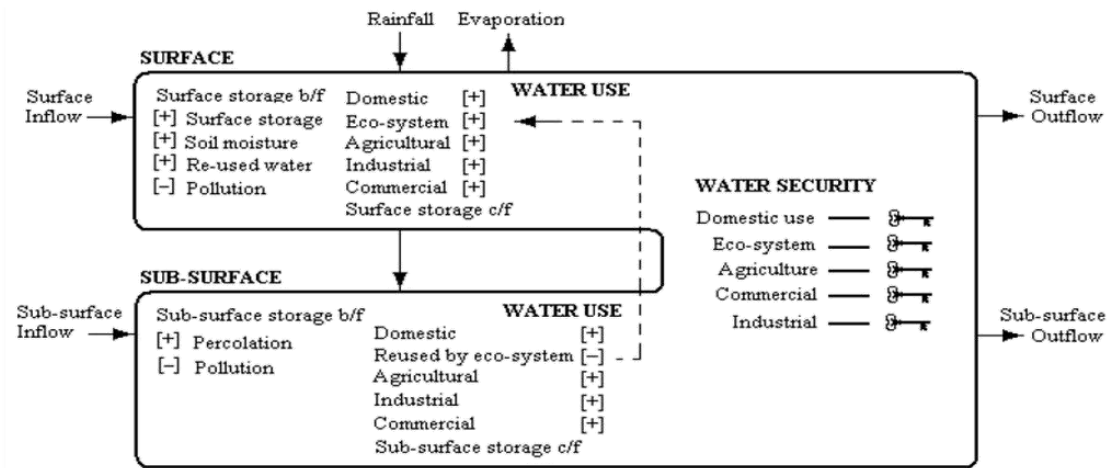 Rainfall Evaporation
SURFACE
Surface
Inflow
Surface storage b/f
[+] Surface storage
[+] Soil moisture
[+] Re-used water
[−] Pollution
WATER USE
Domestic [+]
Eco-system [+]
Agricultural [+]
Industrial [+]
Commercial [+]
Surface storage c/f
Surface
Outflow
WATER SECURITY
Domestic use
Eco-system
Agriculture
Commercial
Industrial
SUB-SURFACE
Sub-surface
Inflow
Sub-surface storage b/f
[+] Percolation
[−] Pollution
WATER USE
Domestic [+]
Reused by eco-system [−]
Agricultural [+]
Industrial [+]
Commercial [+]
Sub-surface storage c/f
Sub-surface
Outflow